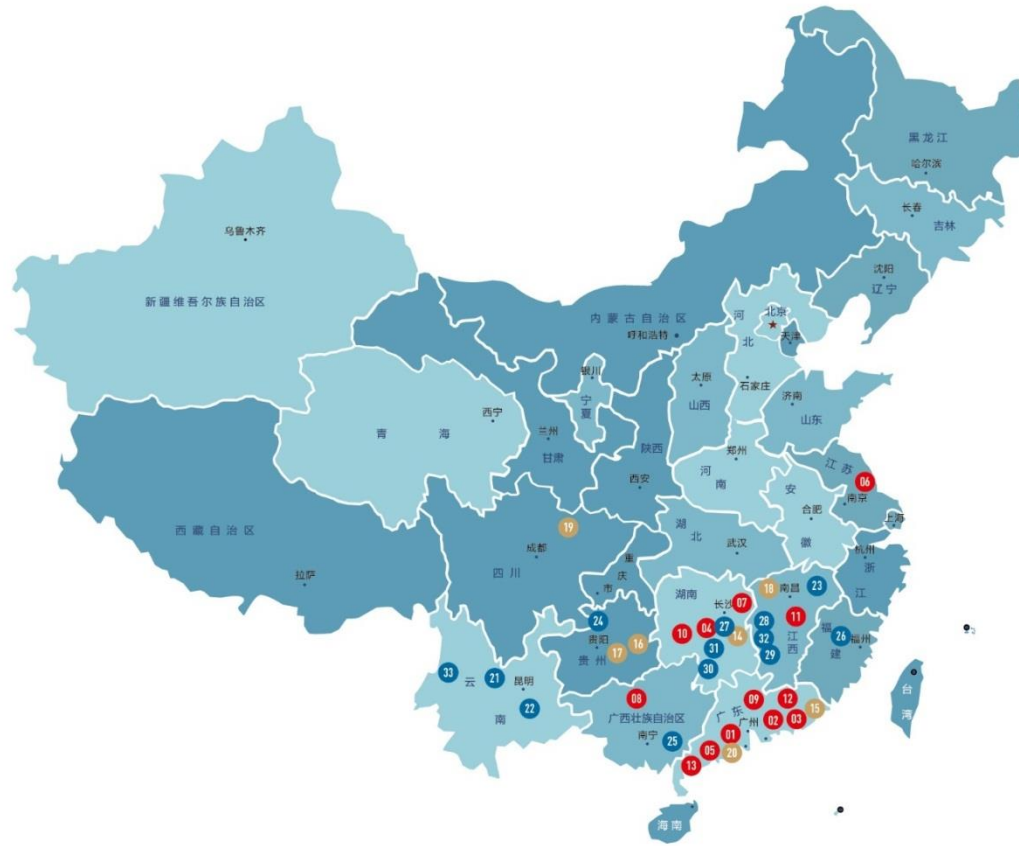 黑龙江
哈尔滨
长春
吉林
沈阳
辽宁
乌鲁木齐
新疆维吾尔族自治区
内蒙古自治区
呼和浩特
河北
北京
天津
银川
宁夏
太原
山西
石家庄
济南
山东
西宁
青海
兰州
甘肃
陕西
西安
郑州
河南
江苏
06
南京
安徽
合肥
上海
西藏自治区
拉萨
19
成都
四川
重庆市
湖北
武汉
杭州
浙江
湖南
长沙
07
18
南昌
23
24
贵阳
贵州
17
16
10
04
27
14
31
30
28
32
29
11
江西
福建
26
福州
33
云南
21
昆明
22
08
广西壮族自治区
南宁
25
广东
09
12
15
广州
02
03
01
05
20
13
台湾
海南